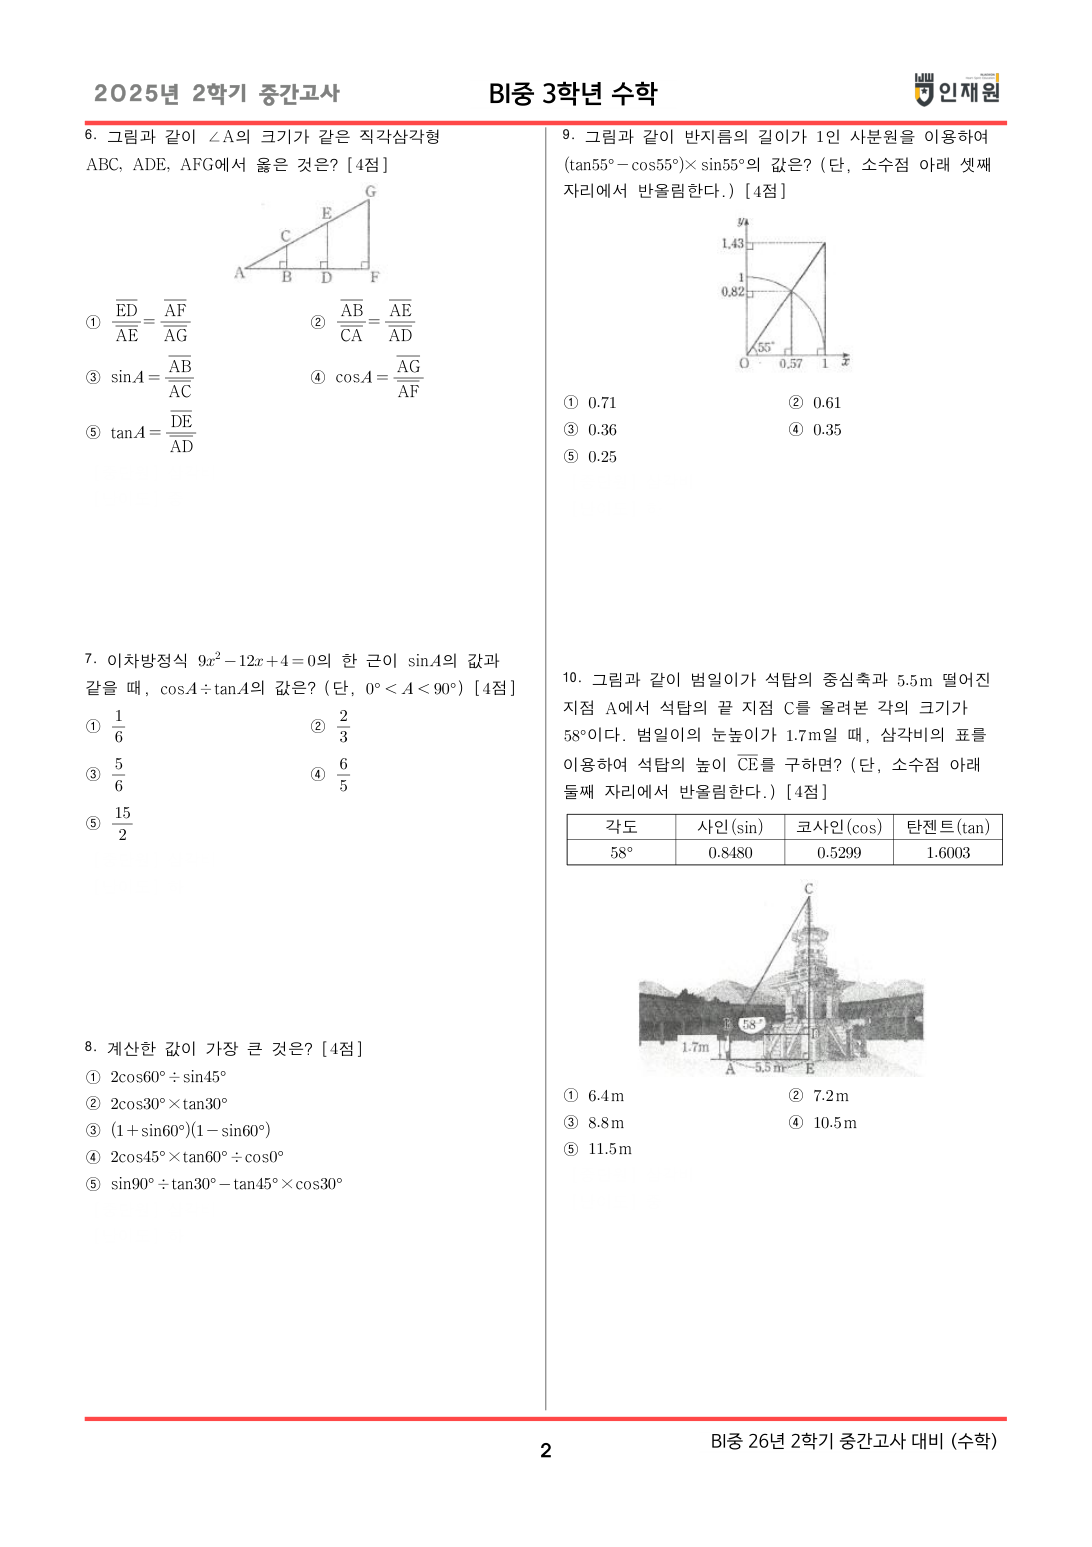 2025년 2학기 중간고사
BI중 3학년 수학
인재원
6. 그림과 같이 ∠A의 크기가 같은 직각삼각형
ABC, ADE, AFG에서 옳은 것은? [4점]
G
E
C
A B D F
① ED/AE = AF/AG ② AB/CA = AE/AD
③ sinA = AB/AC ④ cosA = AG/AF
⑤ tanA = DE/AD
7. 이차방정식 9x² − 12x + 4 = 0의 한 근이 sinA의 값과
같을 때, cosA ÷ tanA의 값은? (단, 0° < A < 90°) [4점]
① 1/6 ② 2/3
③ 5/6 ④ 6/5
⑤ 15/2
8. 계산한 값이 가장 큰 것은? [4점]
① 2cos60° ÷ sin45°
② 2cos30° × tan30°
③ (1 + sin60°)(1 − sin60°)
④ 2cos45° × tan60° ÷ cos0°
⑤ sin90° ÷ tan30° − tan45° × cos30°
9. 그림과 같이 반지름의 길이가 1인 사분원을 이용하여
(tan55° − cos55°) × sin55°의 값은? (단, 소수점 아래 셋째
자리에서 반올림한다.) [4점]
y
1.43
1
0.82
55°
O 0.57 1 x
① 0.71 ② 0.61
③ 0.36 ④ 0.35
⑤ 0.25
10. 그림과 같이 범일이가 석탑의 중심축과 5.5m 떨어진
지점 A에서 석탑의 끝 지점 C를 올려본 각의 크기가
58°이다. 범일이의 눈높이가 1.7m일 때, 삼각비의 표를
이용하여 석탑의 높이 CE를 구하면? (단, 소수점 아래
둘째 자리에서 반올림한다.) [4점]
각도 사인(sin) 코사인(cos) 탄젠트(tan)
58° 0.8480 0.5299 1.6003
C
58°
1.7m
A 5.5m E
① 6.4m ② 7.2m
③ 8.8m ④ 10.5m
⑤ 11.5m
2
BI중 26년 2학기 중간고사 대비 (수학)